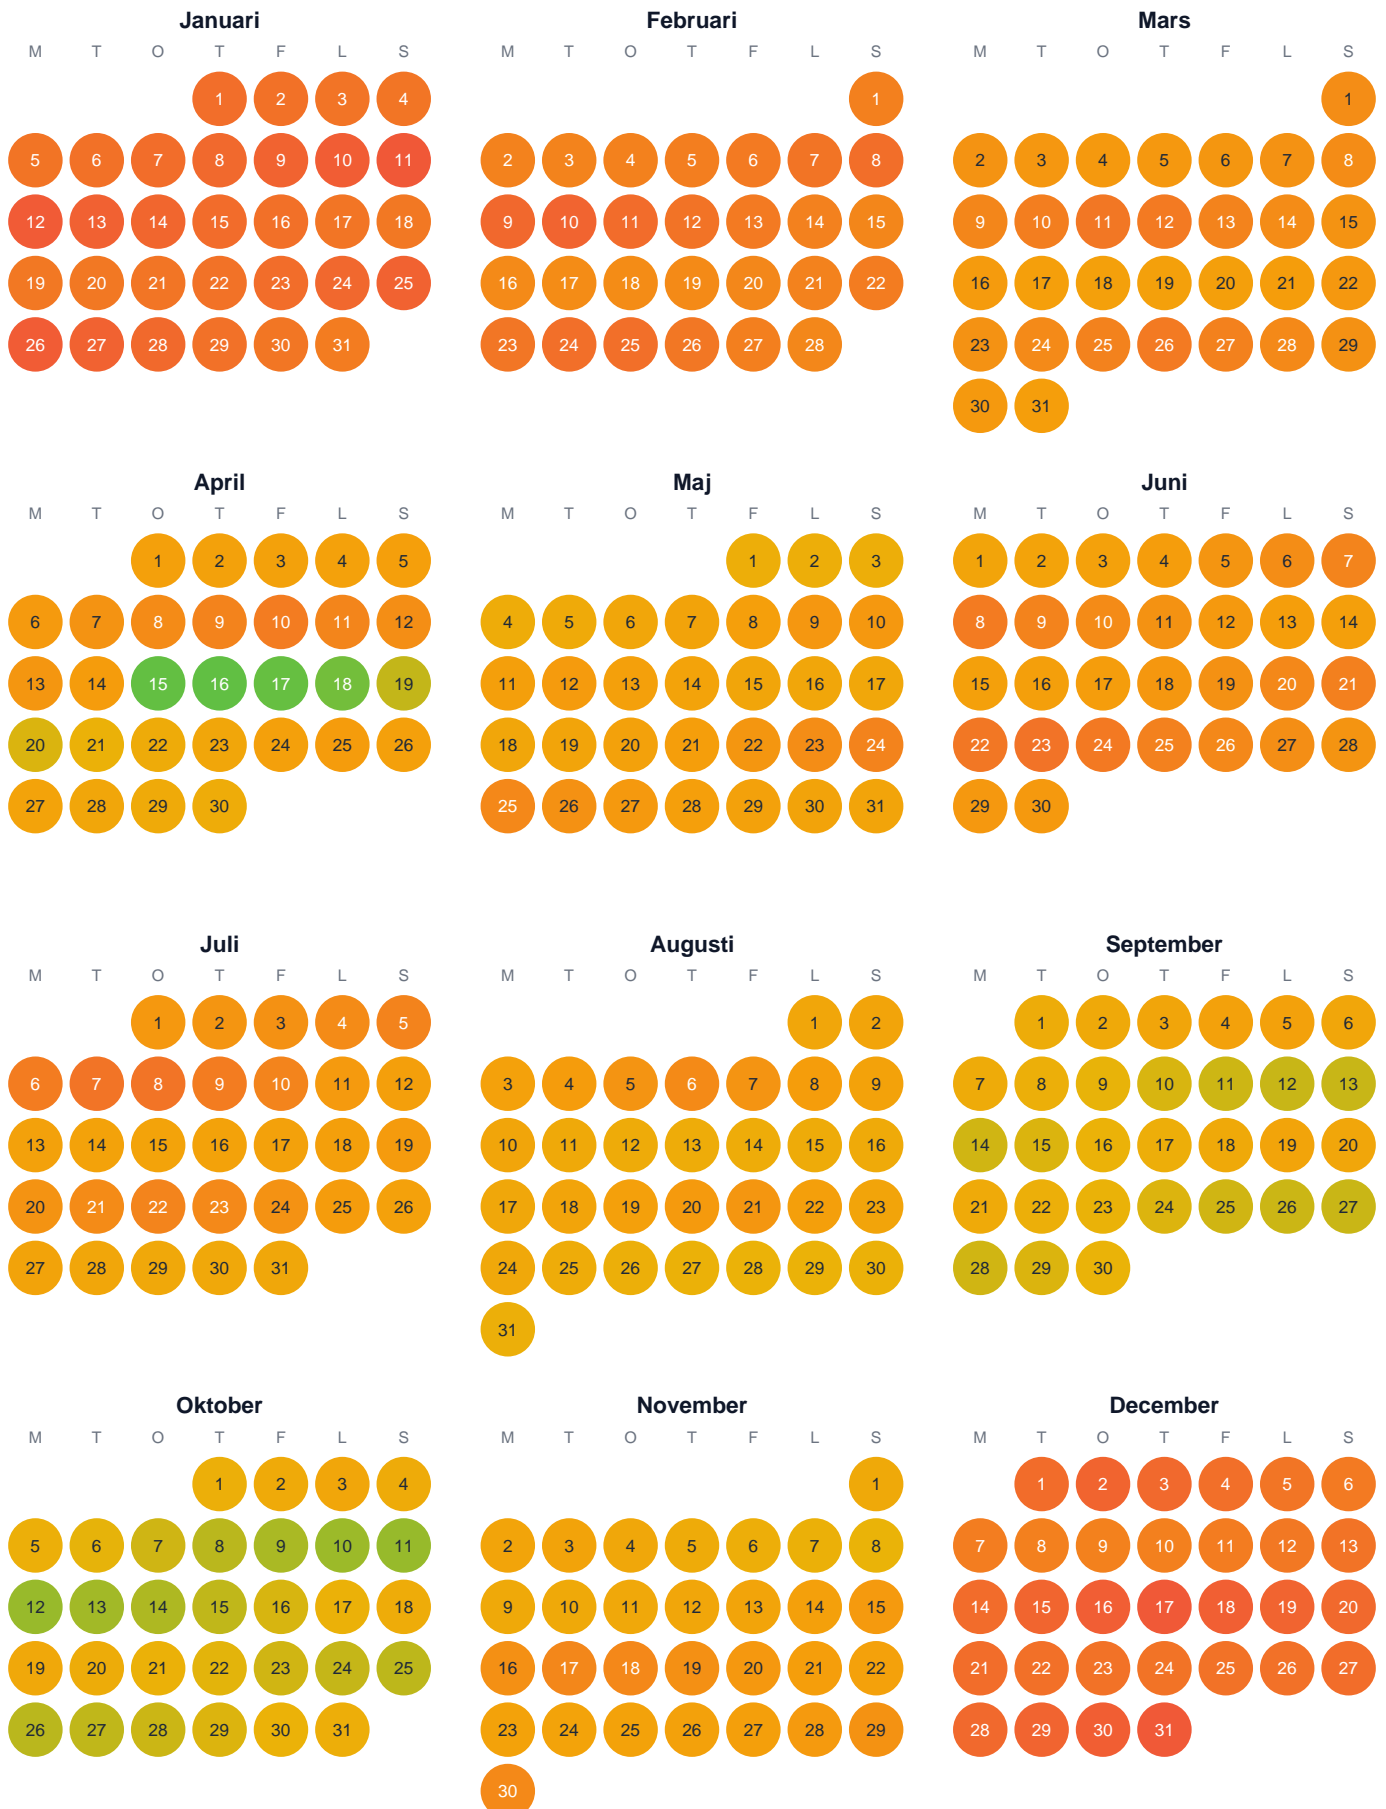 Januari Februari Mars
M T O T F L S M T O T F L S M T O T F L S
1 2 3 4 1 1
5 6 7 8 9 10 11 2 3 4 5 6 7 8 2 3 4 5 6 7 8
12 13 14 15 16 17 18 9 10 11 12 13 14 15 9 10 11 12 13 14 15
19 20 21 22 23 24 25 16 17 18 19 20 21 22 16 17 18 19 20 21 22
26 27 28 29 30 31 23 24 25 26 27 28 23 24 25 26 27 28 29
30 31
April Maj Juni
M T O T F L S M T O T F L S M T O T F L S
1 2 3 4 5 1 2 3 1 2 3 4 5 6 7
6 7 8 9 10 11 12 4 5 6 7 8 9 10 8 9 10 11 12 13 14
13 14 15 16 17 18 19 11 12 13 14 15 16 17 15 16 17 18 19 20 21
20 21 22 23 24 25 26 18 19 20 21 22 23 24 22 23 24 25 26 27 28
27 28 29 30 25 26 27 28 29 30 31 29 30
Juli Augusti September
M T O T F L S M T O T F L S M T O T F L S
1 2 3 4 5 1 2 1 2 3 4 5 6
6 7 8 9 10 11 12 3 4 5 6 7 8 9 7 8 9 10 11 12 13
13 14 15 16 17 18 19 10 11 12 13 14 15 16 14 15 16 17 18 19 20
20 21 22 23 24 25 26 17 18 19 20 21 22 23 21 22 23 24 25 26 27
27 28 29 30 31 24 25 26 27 28 29 30 28 29 30
31
Oktober November December
M T O T F L S M T O T F L S M T O T F L S
1 2 3 4 1 1 2 3 4 5 6
5 6 7 8 9 10 11 2 3 4 5 6 7 8 7 8 9 10 11 12 13
12 13 14 15 16 17 18 9 10 11 12 13 14 15 14 15 16 17 18 19 20
19 20 21 22 23 24 25 16 17 18 19 20 21 22 21 22 23 24 25 26 27
26 27 28 29 30 31 23 24 25 26 27 28 29 28 29 30 31
30